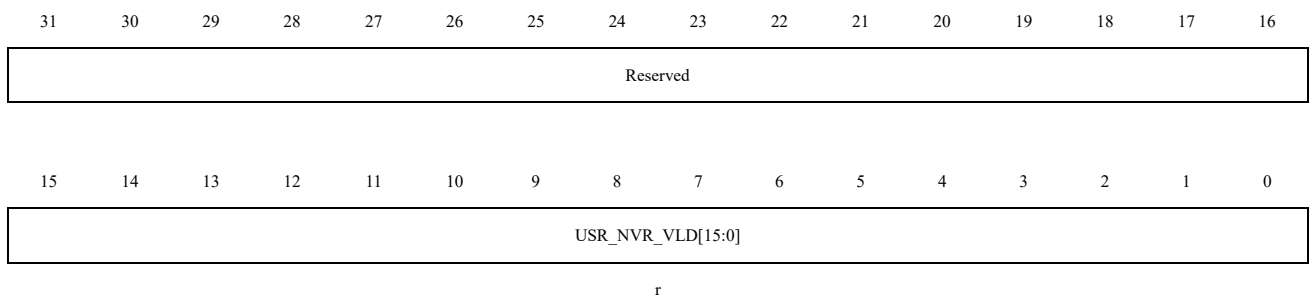 31 30 29 28 27 26 25 24 23 22 21 20 19 18 17 16
Reserved
15 14 13 12 11 10 9 8 7 6 5 4 3 2 1 0
USR_NVR_VLD[15:0]
r